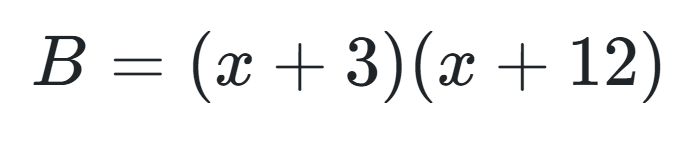 B = (x + 3)(x + 12)